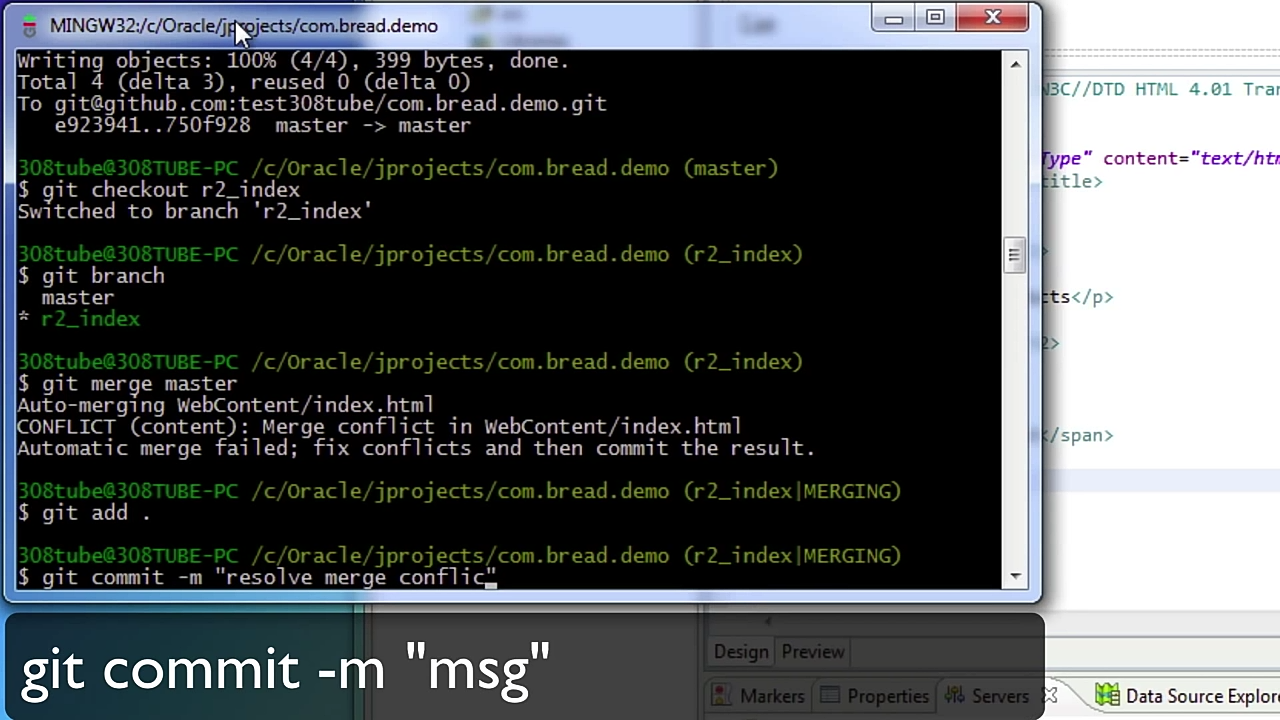 MINGW32:/c/Oracle/jprojects/com.bread.demo
Writing objects: 100% (4/4), 399 bytes, done.
Total 4 (delta 3), reused 0 (delta 0)
To git@github.com:test308tube/com.bread.demo.git
e923941..750f928 master -> master
308tube@308TUBE-PC /c/Oracle/jprojects/com.bread.demo (master)
$ git checkout r2_index
Switched to branch 'r2_index'
308tube@308TUBE-PC /c/Oracle/jprojects/com.bread.demo (r2_index)
$ git branch
master
* r2_index
308tube@308TUBE-PC /c/Oracle/jprojects/com.bread.demo (r2_index)
$ git merge master
Auto-merging WebContent/index.html
CONFLICT (content): Merge conflict in WebContent/index.html
Automatic merge failed; fix conflicts and then commit the result.
308tube@308TUBE-PC /c/Oracle/jprojects/com.bread.demo (r2_index|MERGING)
$ git add .
308tube@308TUBE-PC /c/Oracle/jprojects/com.bread.demo (r2_index|MERGING)
$ git commit -m "resolve merge conflic"
3C//DTD HTML 4.01 Tran
Type" content="text/htm
title>
>
cts</p>
2>
</span>
git commit -m "msg"
Design Preview
Markers Properties Servers Data Source Explore